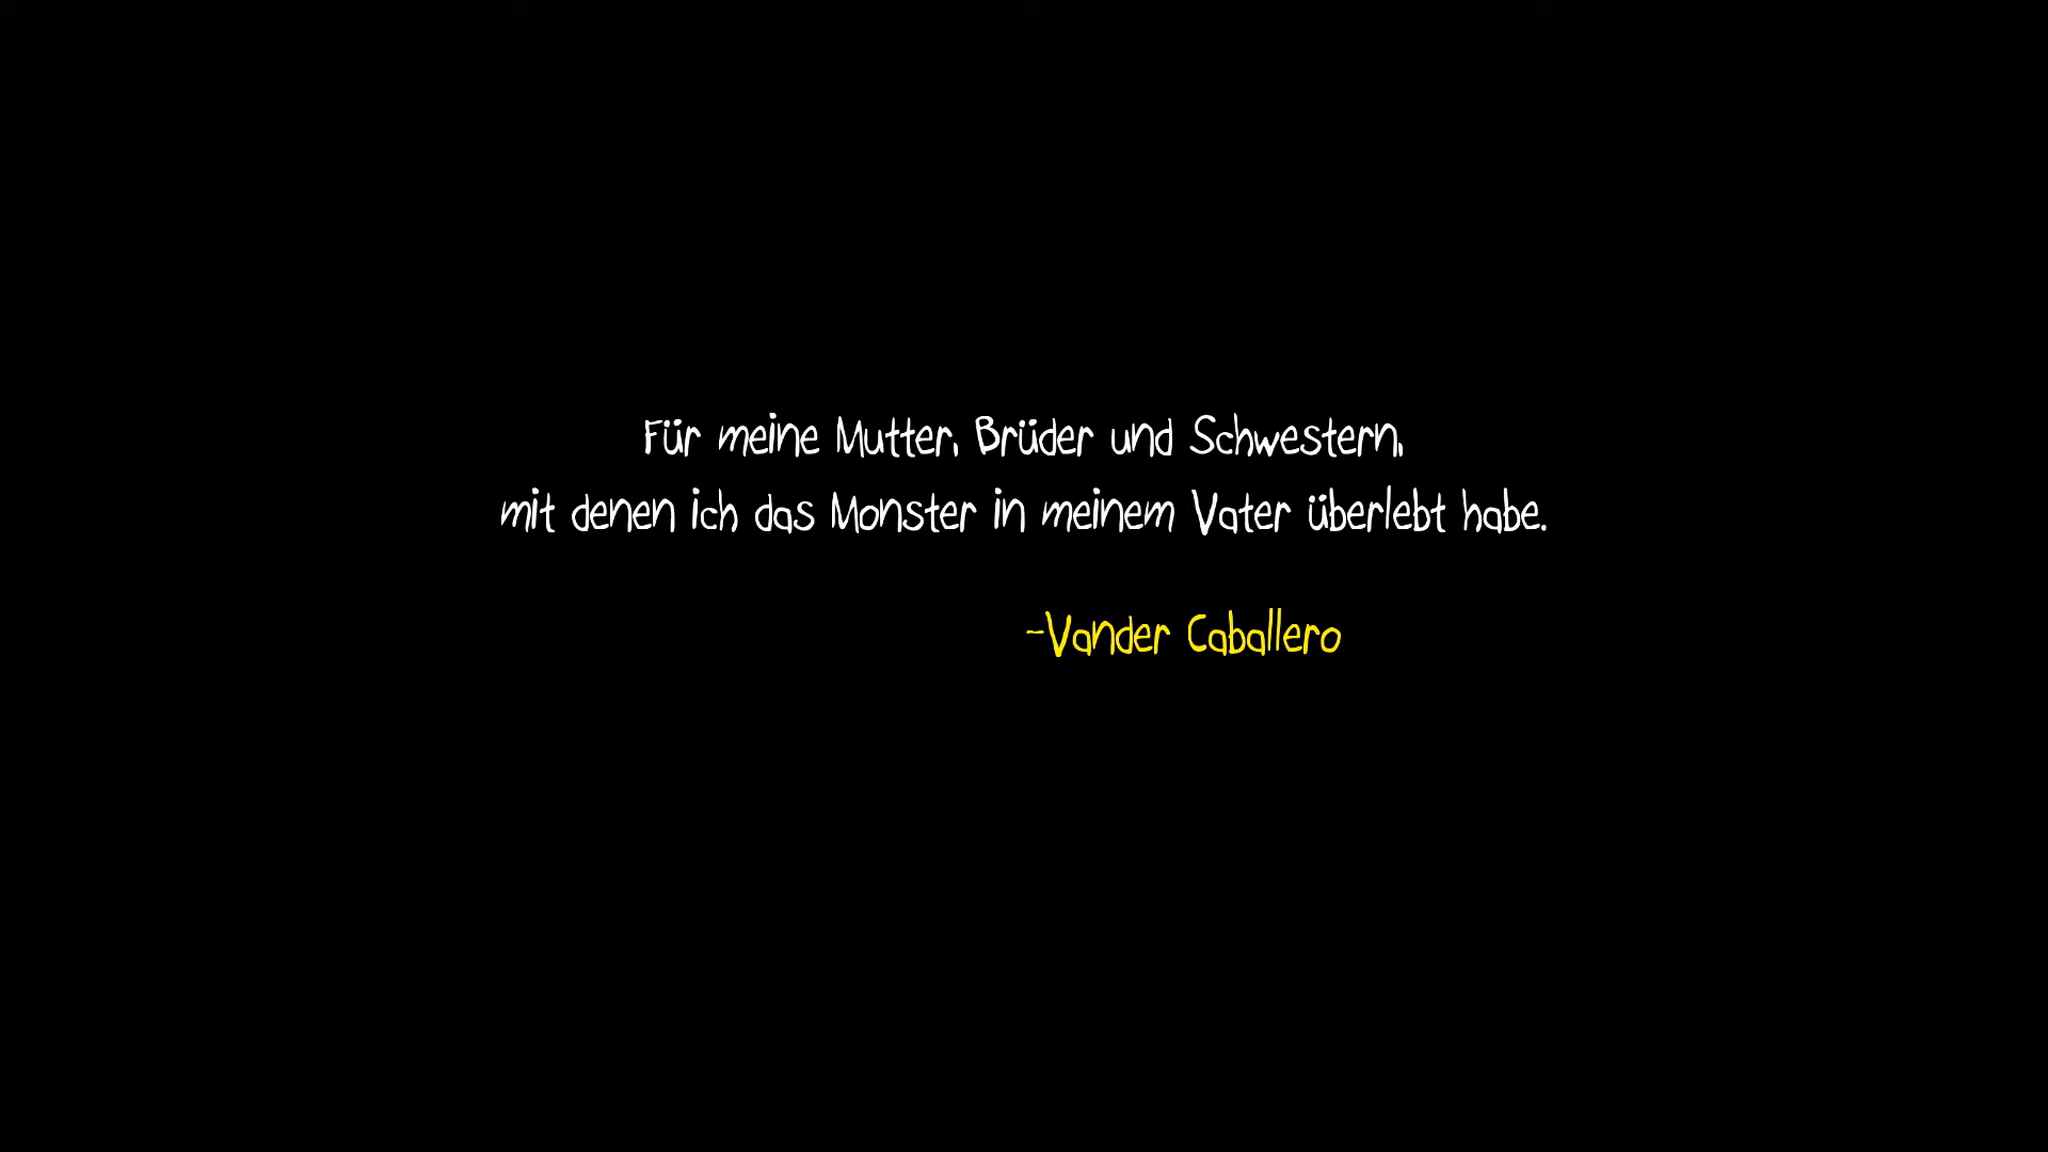 Für meine Mutter, Brüder und Schwestern,
mit denen ich das Monster in meinem Vater überlebt habe.
-Vander Caballero